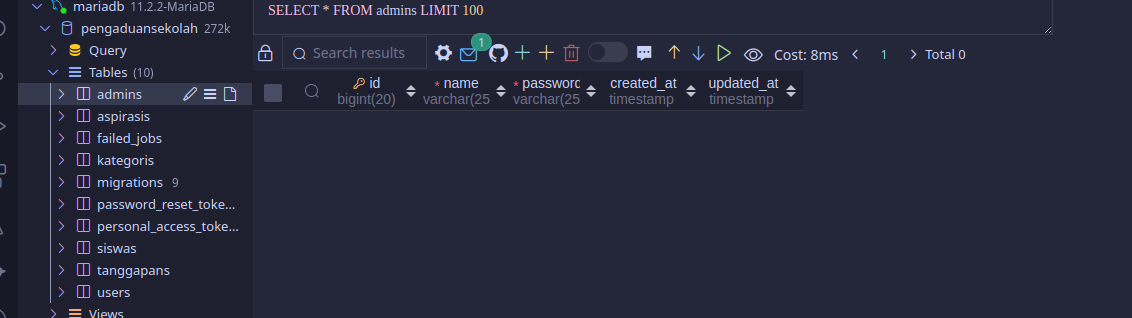 mariadb 11.2.2-MariaDB
SELECT * FROM admins LIMIT 100
pengaduansekolah 272k
Query
Tables (10)
admins
aspirasis
failed_jobs
kategoris
migrations 9
password_reset_toke...
personal_access_toke...
siswas
tanggapans
users
Views
Search results
1
Cost: 8ms
1
Total 0
id
bigint(20)
* name
varchar(25
* password
varchar(25
created_at
timestamp
updated_at
timestamp